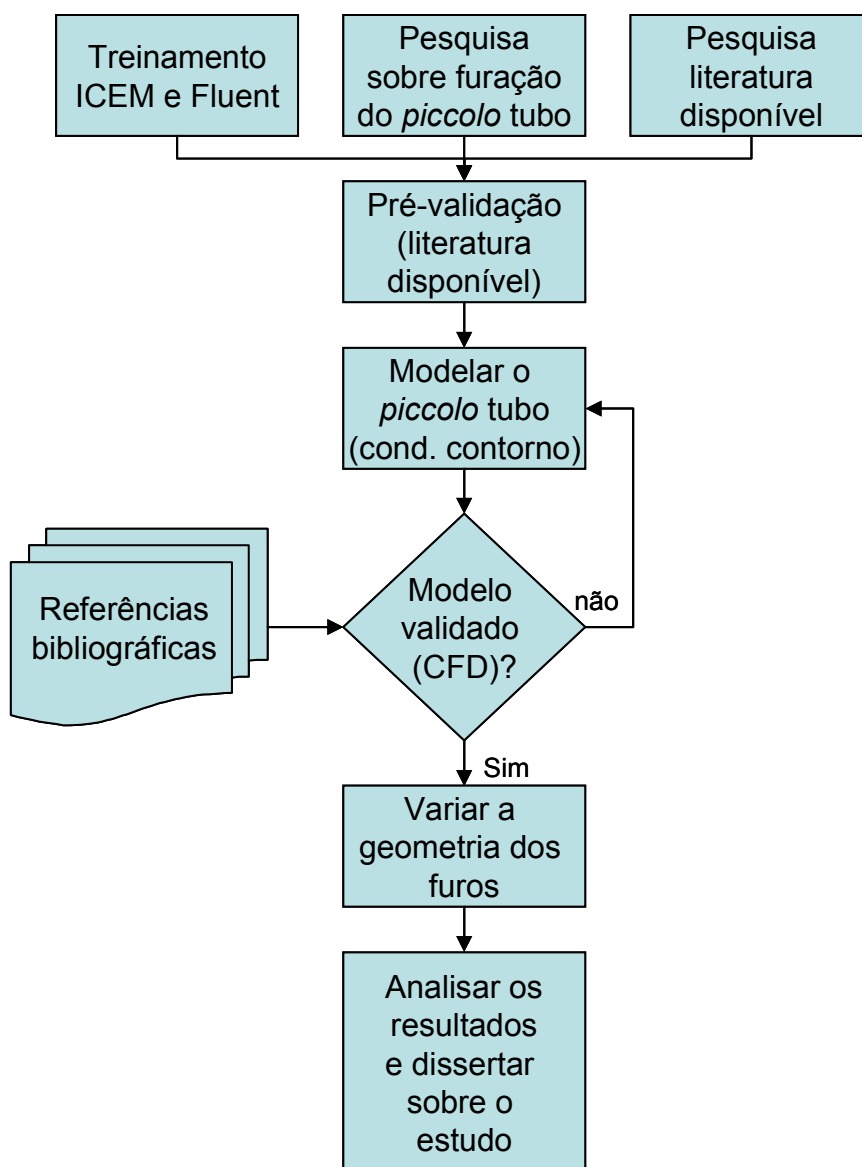 Treinamento
ICEM e Fluent
Pesquisa
sobre furação
do piccolo tubo
Pesquisa
literatura
disponível
Pré-validação
(literatura
disponível)
Modelar o
piccolo tubo
(cond. contorno)
Referências
bibliográficas
Modelo
validado
(CFD)?
não
Sim
Variar a
geometria dos
furos
Analisar os
resultados
e dissertar
sobre o
estudo